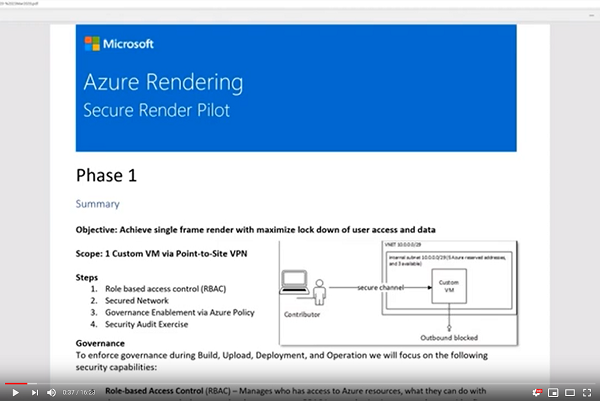 Microsoft
Azure Rendering
Secure Render Pilot
Phase 1
Summary
Objective: Achieve single frame render with maximize lock down of user access and data
Scope: 1 Custom VM via Point-to-Site VPN
Steps
1. Role based access control (RBAC)
2. Secured Network
3. Governance Enablement via Azure Policy
4. Security Audit Exercise
VNET 10.0.0.0/28
Internal subnet 10.0.0.0/29 (5 Azure reserved addresses,
and 3 available)
secure channel
Custom
VM
Contributor
Outbound blocked
Governance
To enforce governance during Build, Upload, Deployment, and Operation we will focus on the following
security capabilities:
Role-based Access Control (RBAC) – Manages who has access to Azure resources, what they can do with
0:37 / 16:23